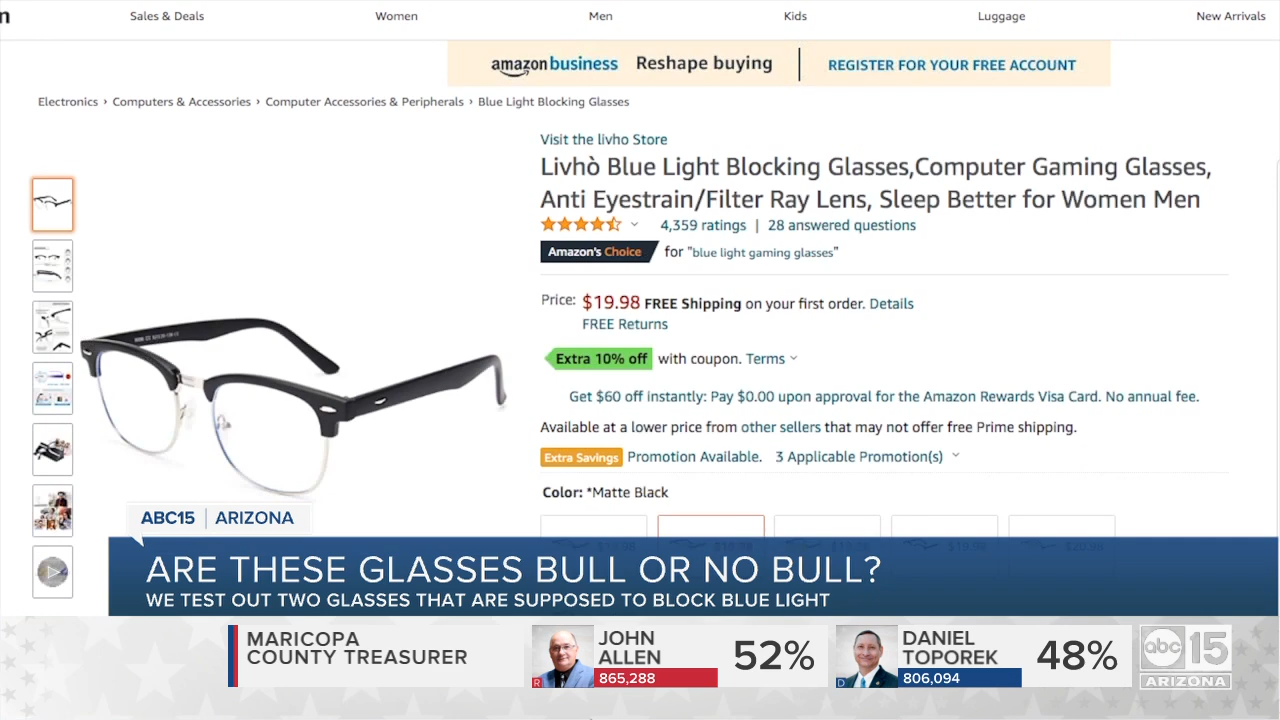 n
Sales & Deals Women Men Kids Luggage New Arrivals
amazon business Reshape buying REGISTER FOR YOUR FREE ACCOUNT
Electronics › Computers & Accessories › Computer Accessories & Peripherals › Blue Light Blocking Glasses
Visit the livho Store
Livhò Blue Light Blocking Glasses,Computer Gaming Glasses,
Anti Eyestrain/Filter Ray Lens, Sleep Better for Women Men
4,359 ratings | 28 answered questions
Amazon's Choice for "blue light gaming glasses"
Price: $19.98 FREE Shipping on your first order. Details
FREE Returns
Extra 10% off with coupon. Terms
Get $60 off instantly: Pay $0.00 upon approval for the Amazon Rewards Visa Card. No annual fee.
Available at a lower price from other sellers that may not offer free Prime shipping.
Extra Savings Promotion Available. 3 Applicable Promotion(s)
Color: *Matte Black
ABC15 ARIZONA
ARE THESE GLASSES BULL OR NO BULL?
WE TEST OUT TWO GLASSES THAT ARE SUPPOSED TO BLOCK BLUE LIGHT
MARICOPA
COUNTY TREASURER
JOHN
ALLEN
R 865,288
52%
DANIEL
TOPOREK
D 806,094
48%
abc 15
ARIZONA